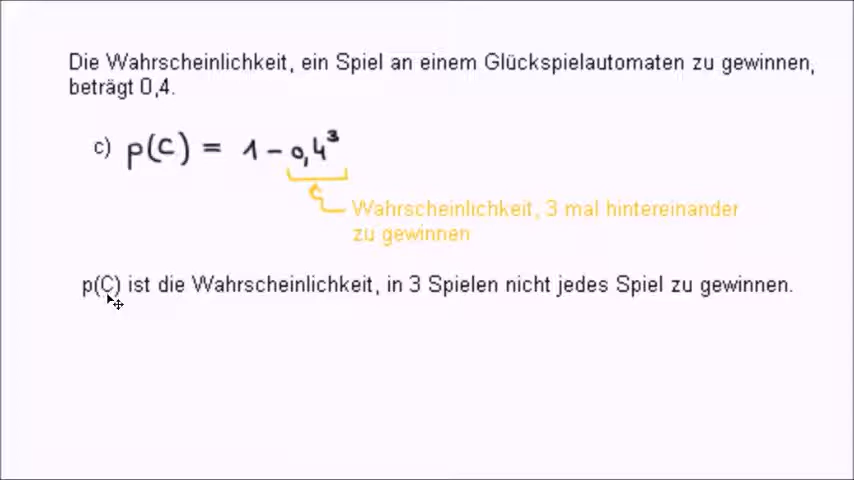 Die Wahrscheinlichkeit, ein Spiel an einem Glückspielautomaten zu gewinnen,
beträgt 0,4.
c) p(C) = 1 - 0,4³
Wahrscheinlichkeit, 3 mal hintereinander
zu gewinnen
p(C) ist die Wahrscheinlichkeit, in 3 Spielen nicht jedes Spiel zu gewinnen.